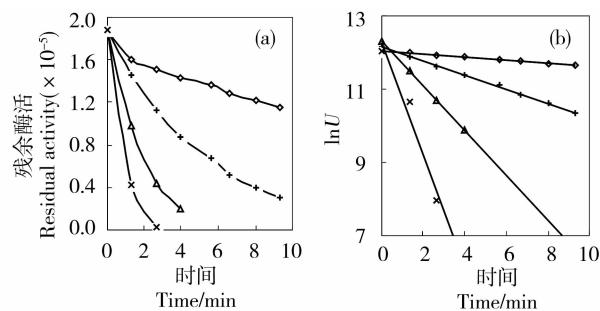 (a)
残余酶活
Residual activity(×10⁻⁵)
2.0
1.6
1.2
0.8
0.4
0.0
0 2 4 6 8 10
时间
Time/min
(b)
lnU
13
11
9
7
0 2 4 6 8 10
时间
Time/min